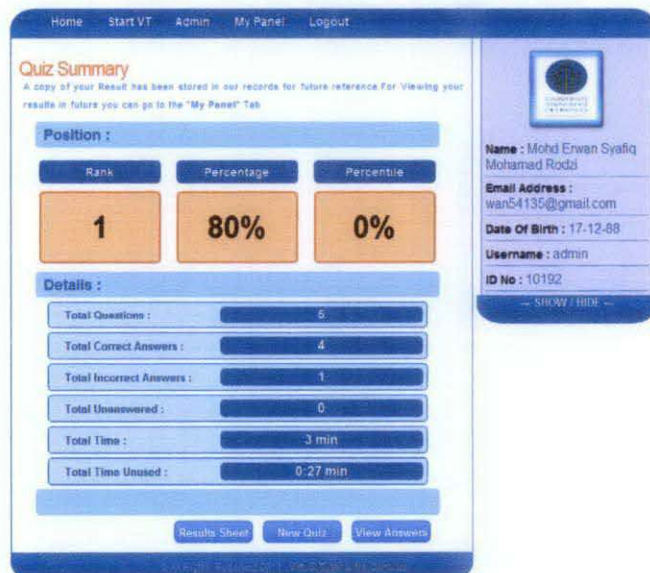 Home Start VT Admin My Panel Logout
Quiz Summary
A copy of your Result has been stored in our records for future reference For Viewing your
results in future you can go to the "My Panel" Tab
Position :
Rank Percentage Percentile
1 80% 0%
Details :
Total Questions : 5
Total Correct Answers : 4
Total Incorrect Answers : 1
Total Unanswered : 0
Total Time : 3 min
Total Time Unused : 0:27 min
Results Sheet New Quiz View Answers
Name : Mohd Erwan Syafiq
Mohamad Rodzi
Email Address :
wan54135@gmail.com
Date Of Birth : 17-12-88
Username : admin
ID No : 10192
--- SHOW / HIDE ---